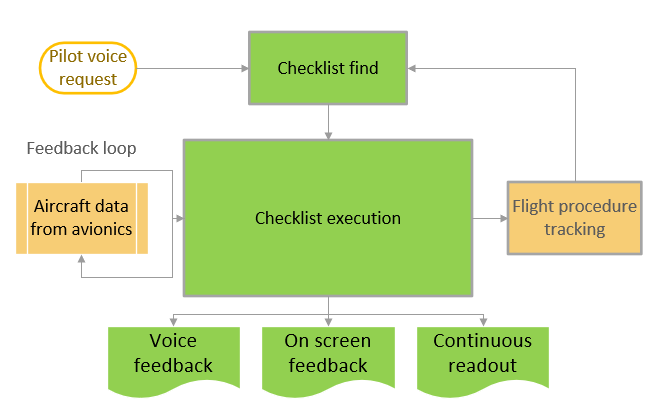 Pilot voice
request
Checklist find
Feedback loop
Aircraft data
from avionics
Checklist execution
Flight procedure
tracking
Voice
feedback
On screen
feedback
Continuous
readout